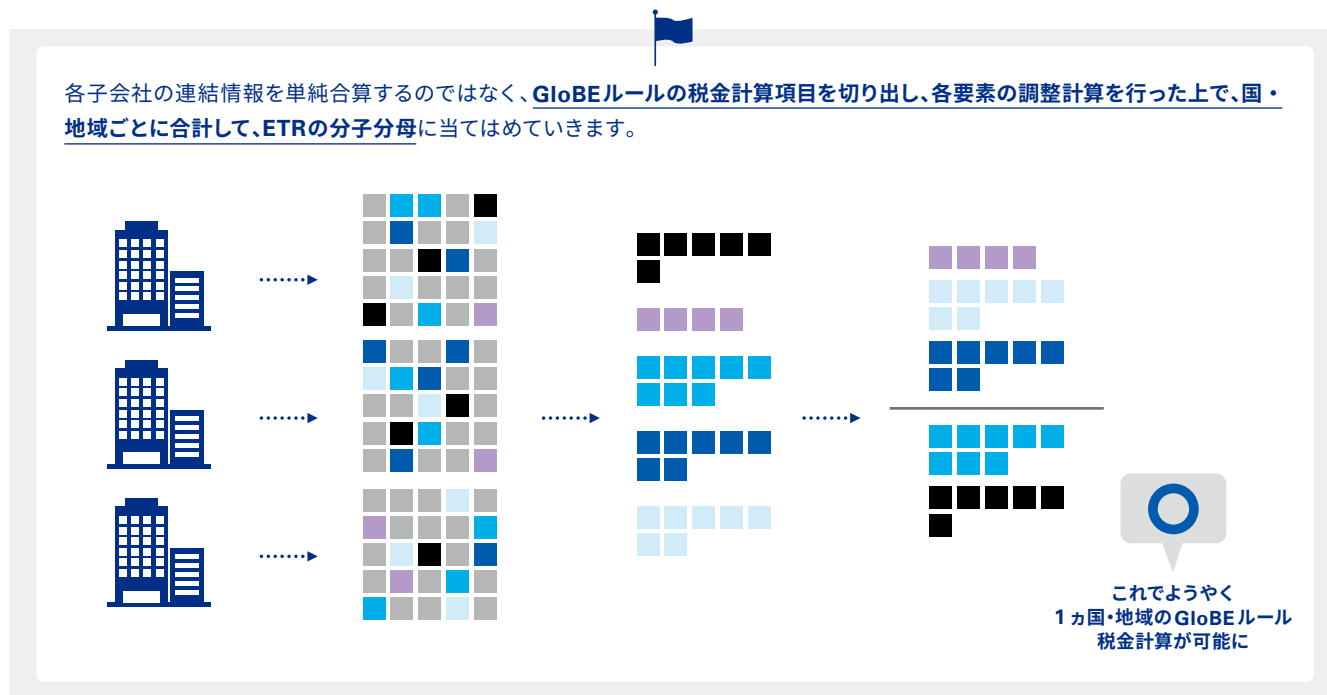 各子会社の連結情報を単純合算するのではなく、GloBEルールの税金計算項目を切り出し、各要素の調整計算を行った上で、国・
地域ごとに合計して、ETRの分子分母に当てはめていきます。
これでようやく
1ヵ国・地域のGloBEルール
税金計算が可能に